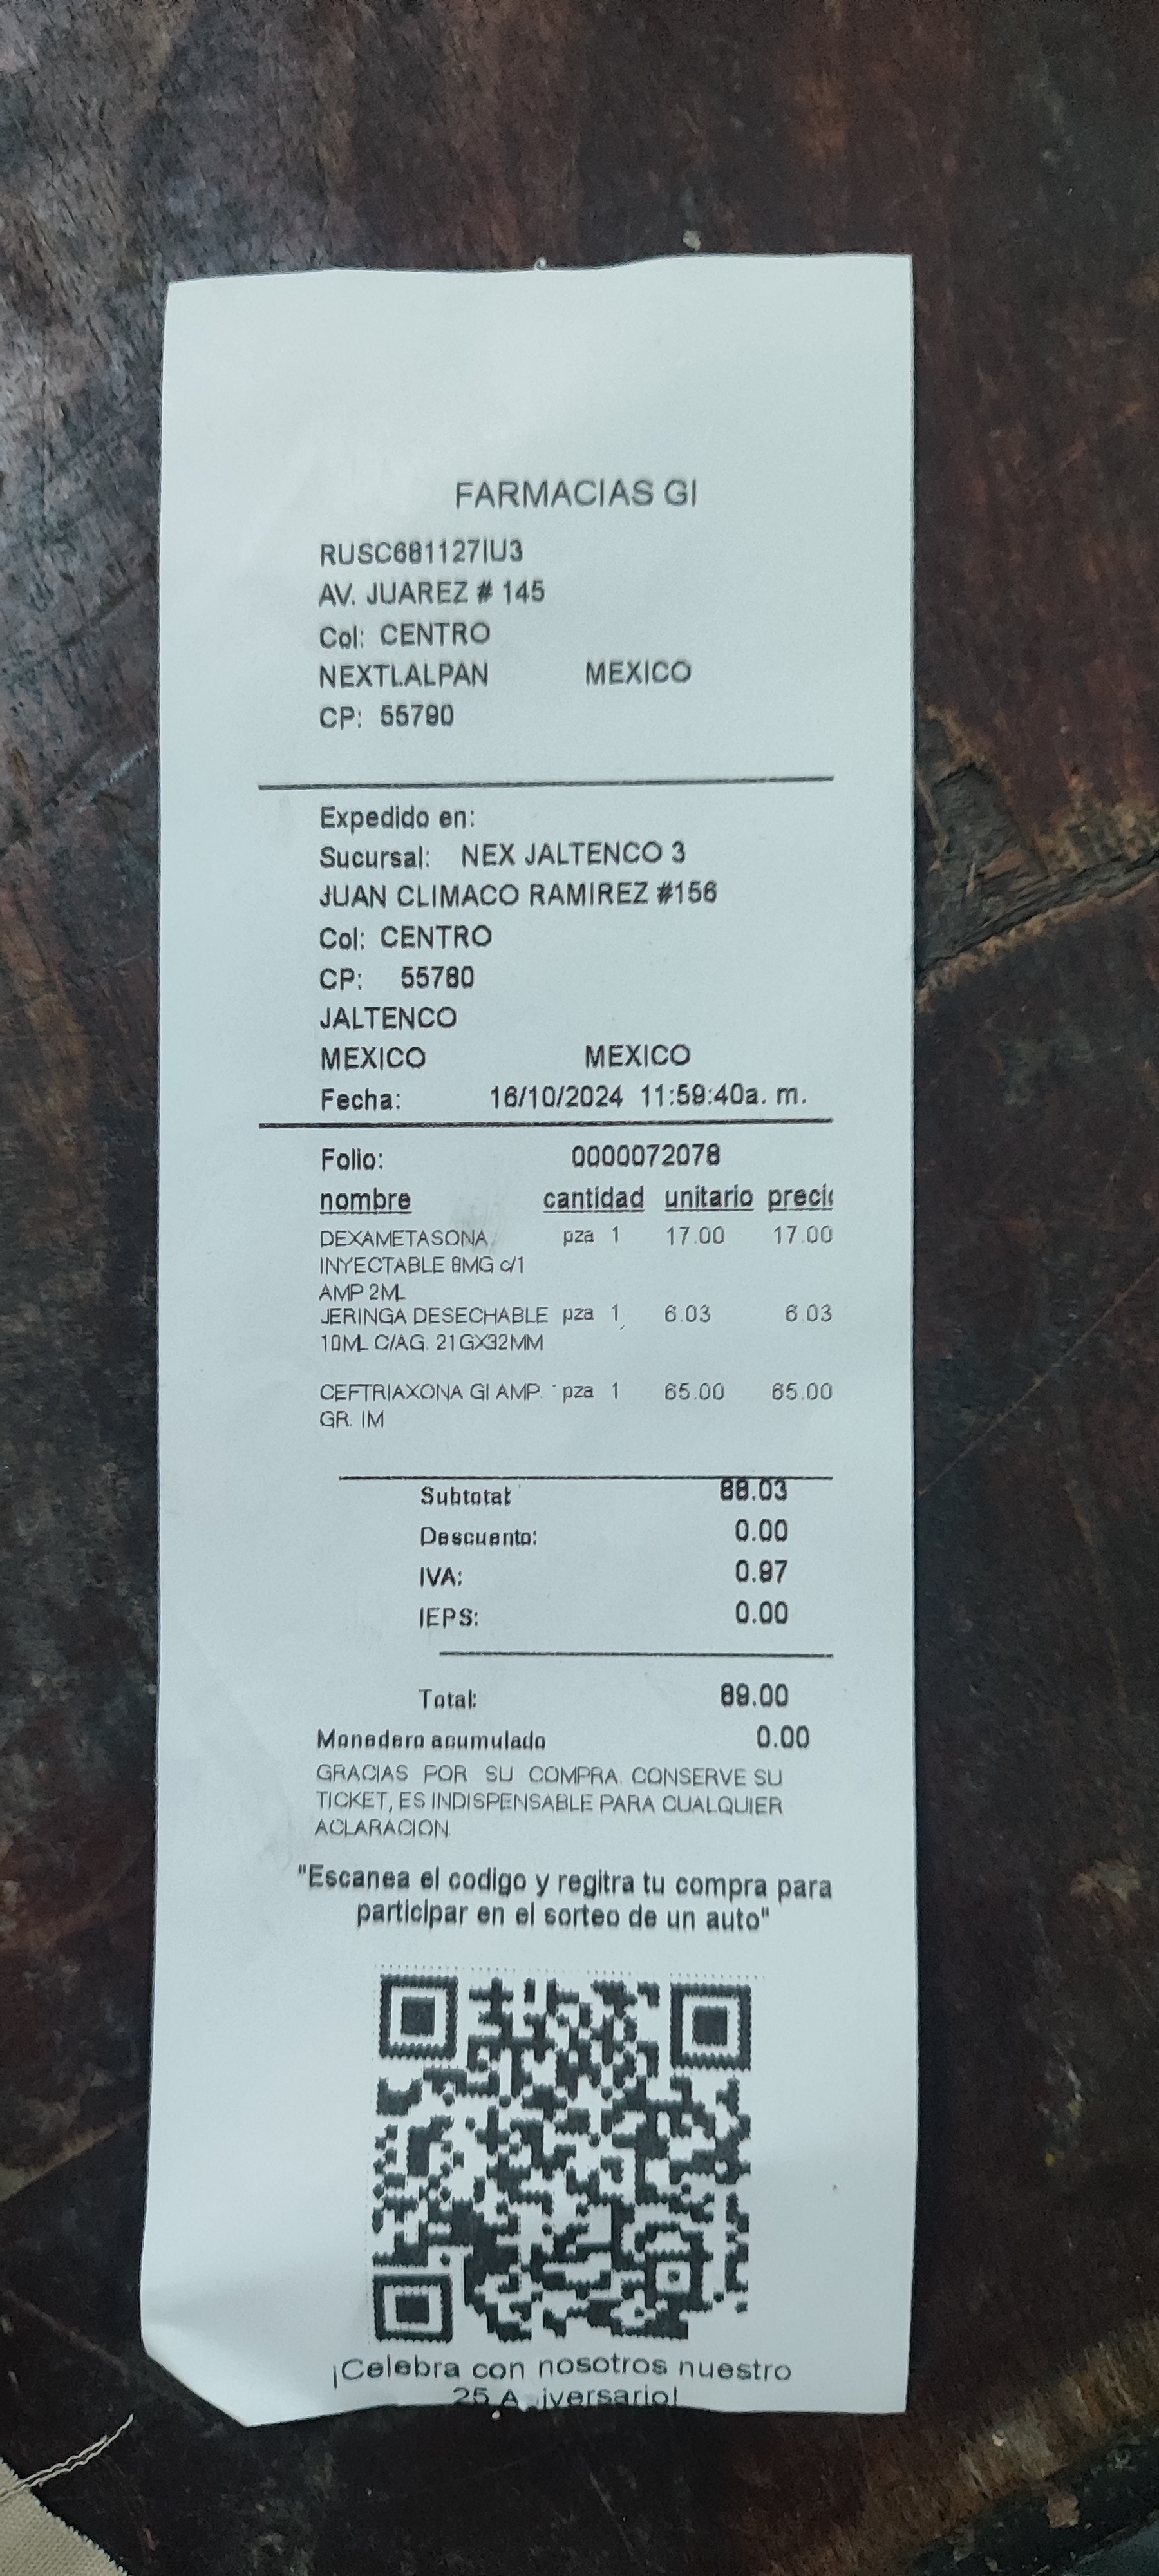 FARMACIAS GI
RUSC681127IU3
AV. JUAREZ # 145
Col: CENTRO
NEXTLALPAN MEXICO
CP: 55790
Expedido en:
Sucursal: NEX JALTENCO 3
JUAN CLIMACO RAMIREZ #156
Col: CENTRO
CP: 55780
JALTENCO
MEXICO MEXICO
Fecha: 16/10/2024 11:59:40a. m.
Folio: 0000072078
nombre cantidad unitario preci
DEXAMETASONA pza 1 17.00 17.00
INYECTABLE 8MG c/1
AMP 2ML
JERINGA DESECHABLE pza 1 6.03 6.03
10ML C/AG. 21GX32MM
CEFTRIAXONA GI AMP. pza 1 65.00 65.00
GR. IM
Subtotal: 88.03
Descuento: 0.00
IVA: 0.97
IEPS: 0.00
Total: 89.00
Monedero acumulado 0.00
GRACIAS POR SU COMPRA. CONSERVE SU
TICKET, ES INDISPENSABLE PARA CUALQUIER
ACLARACION
"Escanea el codigo y regitra tu compra para
participar en el sorteo de un auto"
¡Celebra con nosotros nuestro
25 A iversario!